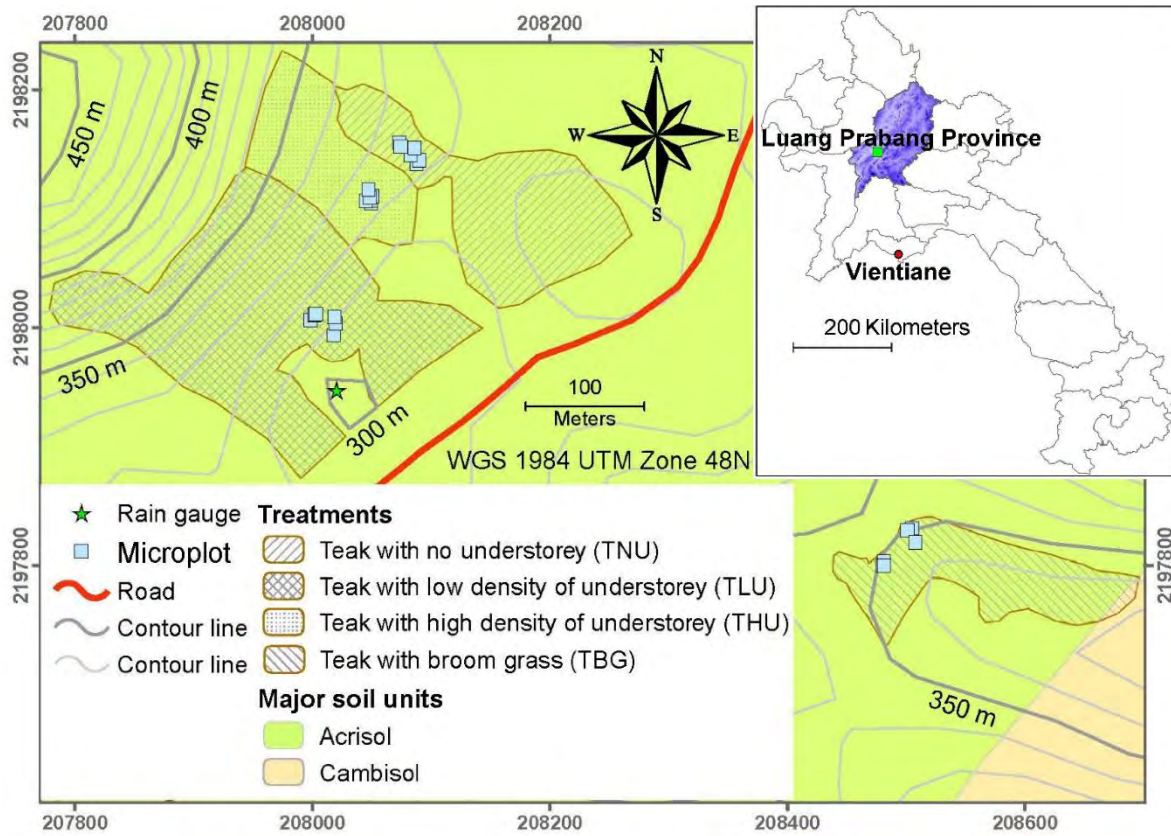 207800
208000
208200
2198200
2198000
450 m
400 m
350 m
300 m
N
W
E
S
100
Meters
WGS 1984 UTM Zone 48N
Luang Prabang Province
Vientiane
200 Kilometers
Rain gauge
Microplot
Road
Contour line
Contour line
Treatments
Teak with no understorey (TNU)
Teak with low density of understorey (TLU)
Teak with high density of understorey (THU)
Teak with broom grass (TBG)
Major soil units
Acrisol
Cambisol
350 m
2197800
2197800
207800
208000
208400
208600